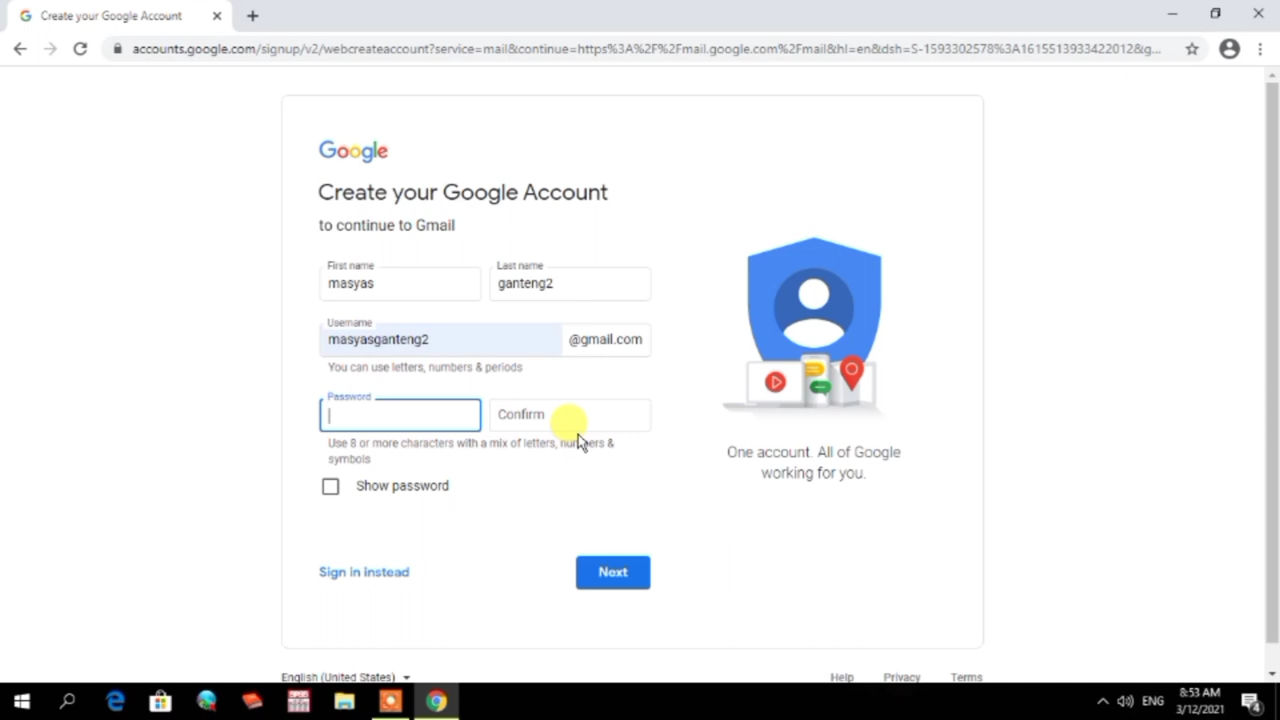 Create your Google Account
accounts.google.com/signup/v2/webcreateaccount?service=mail&continue=https%3A%2F%2Fmail.google.com%2Fmail&hl=en&dsh=S-1593302578%3A1615513933422012&g...
Google
Create your Google Account
to continue to Gmail
First name
Last name
masyas
ganteng2
Username
masyasganteng2
@gmail.com
You can use letters, numbers & periods
Password
Confirm
Use 8 or more characters with a mix of letters, numbers &
symbols
Show password
One account. All of Google
working for you.
Sign in instead
Next
English (United States)
Help
Privacy
Terms
ENG
8:53 AM
3/12/2021
4